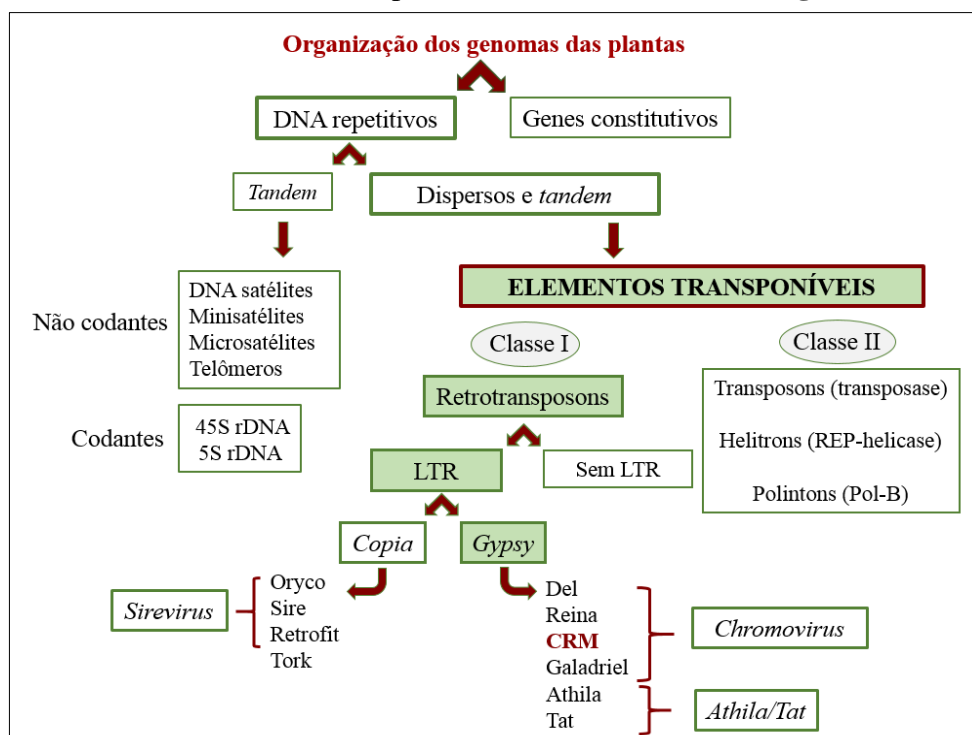 Organização dos genomas das plantas
DNA repetitivos
Genes constitutivos
Tandem
Dispersos e tandem
Não codantes
DNA satélites
Minisatélites
Microsatélites
Telômeros
Codantes
45S rDNA
5S rDNA
ELEMENTOS TRANSPONÍVEIS
Classe I
Retrotransposons
LTR
Sem LTR
Copia
Gypsy
Sirevirus
Oryco
Sire
Retrofit
Tork
Del
Reina
CRM
Galadriel
Athila
Tat
Chromovirus
Athila/Tat
Classe II
Transposons (transposase)
Helitrons (REP-helicase)
Polintons (Pol-B)